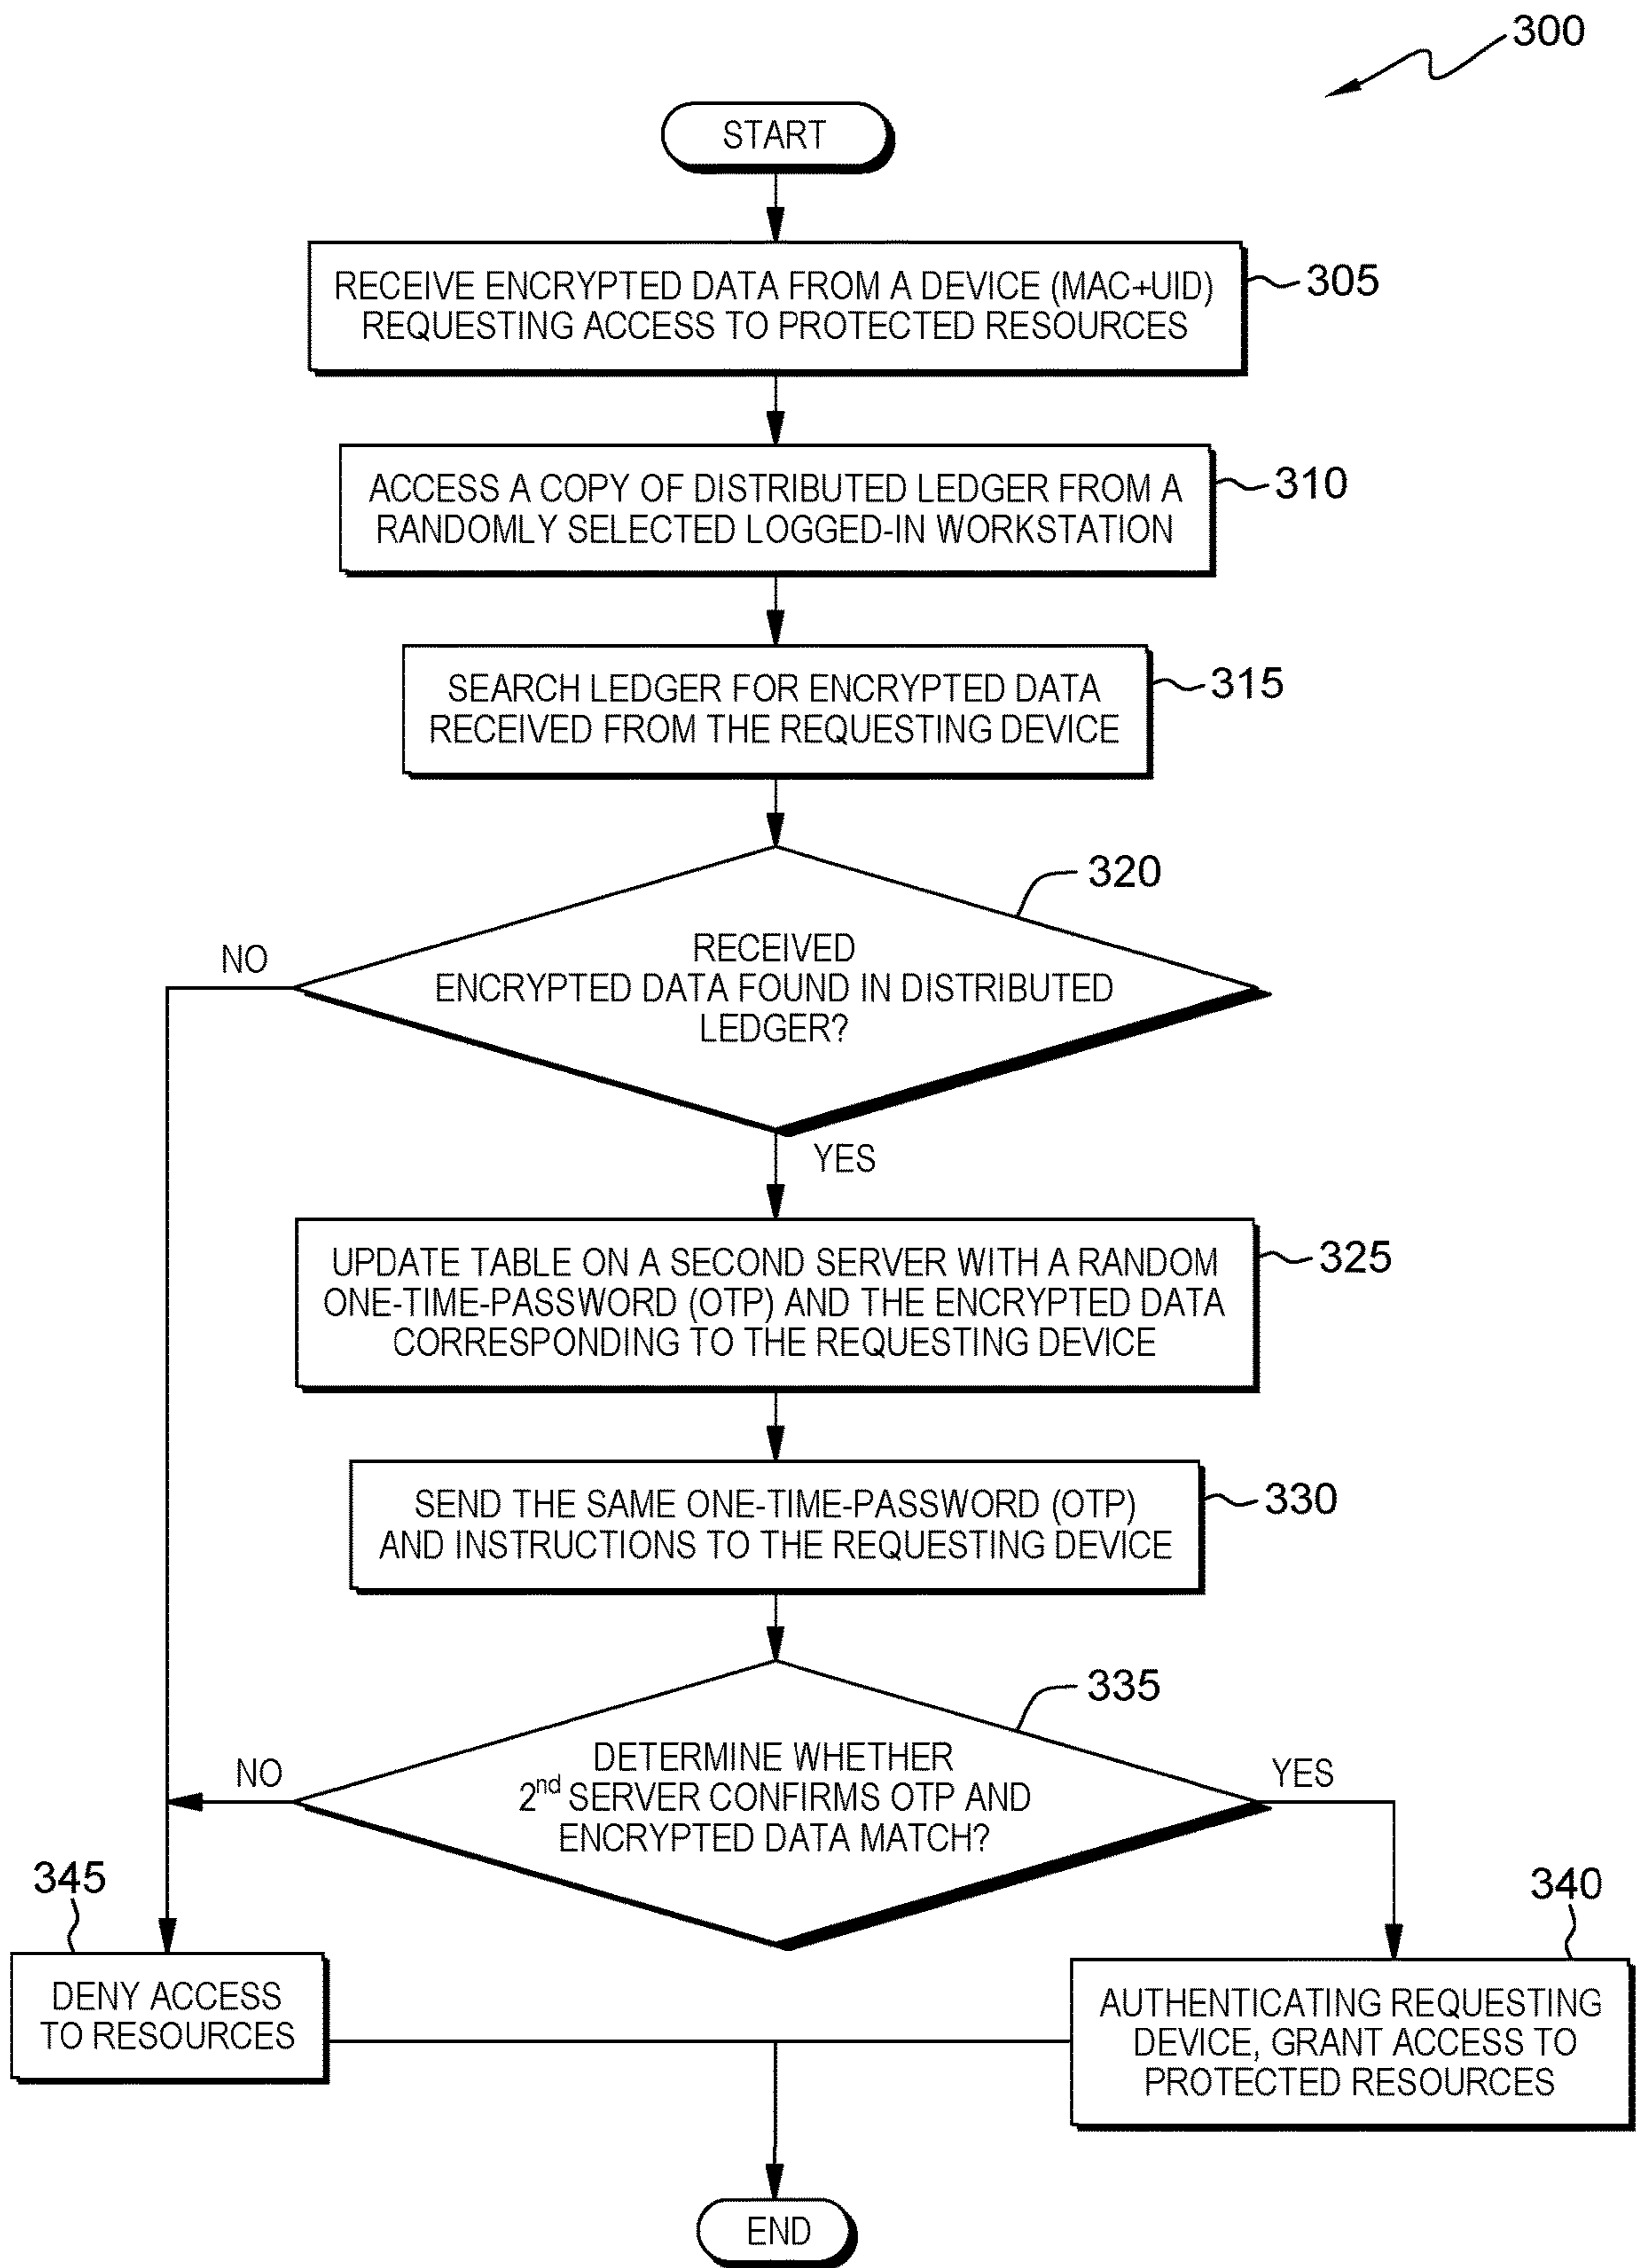 300
START
RECEIVE ENCRYPTED DATA FROM A DEVICE (MAC+UID)
REQUESTING ACCESS TO PROTECTED RESOURCES
305
ACCESS A COPY OF DISTRIBUTED LEDGER FROM A
RANDOMLY SELECTED LOGGED-IN WORKSTATION
310
SEARCH LEDGER FOR ENCRYPTED DATA
RECEIVED FROM THE REQUESTING DEVICE
315
320
RECEIVED
ENCRYPTED DATA FOUND IN DISTRIBUTED
LEDGER?
NO
YES
UPDATE TABLE ON A SECOND SERVER WITH A RANDOM
ONE-TIME-PASSWORD (OTP) AND THE ENCRYPTED DATA
CORRESPONDING TO THE REQUESTING DEVICE
325
SEND THE SAME ONE-TIME-PASSWORD (OTP)
AND INSTRUCTIONS TO THE REQUESTING DEVICE
330
335
DETERMINE WHETHER
2nd SERVER CONFIRMS OTP AND
ENCRYPTED DATA MATCH?
NO
YES
345
DENY ACCESS
TO RESOURCES
340
AUTHENTICATING REQUESTING
DEVICE, GRANT ACCESS TO
PROTECTED RESOURCES
END